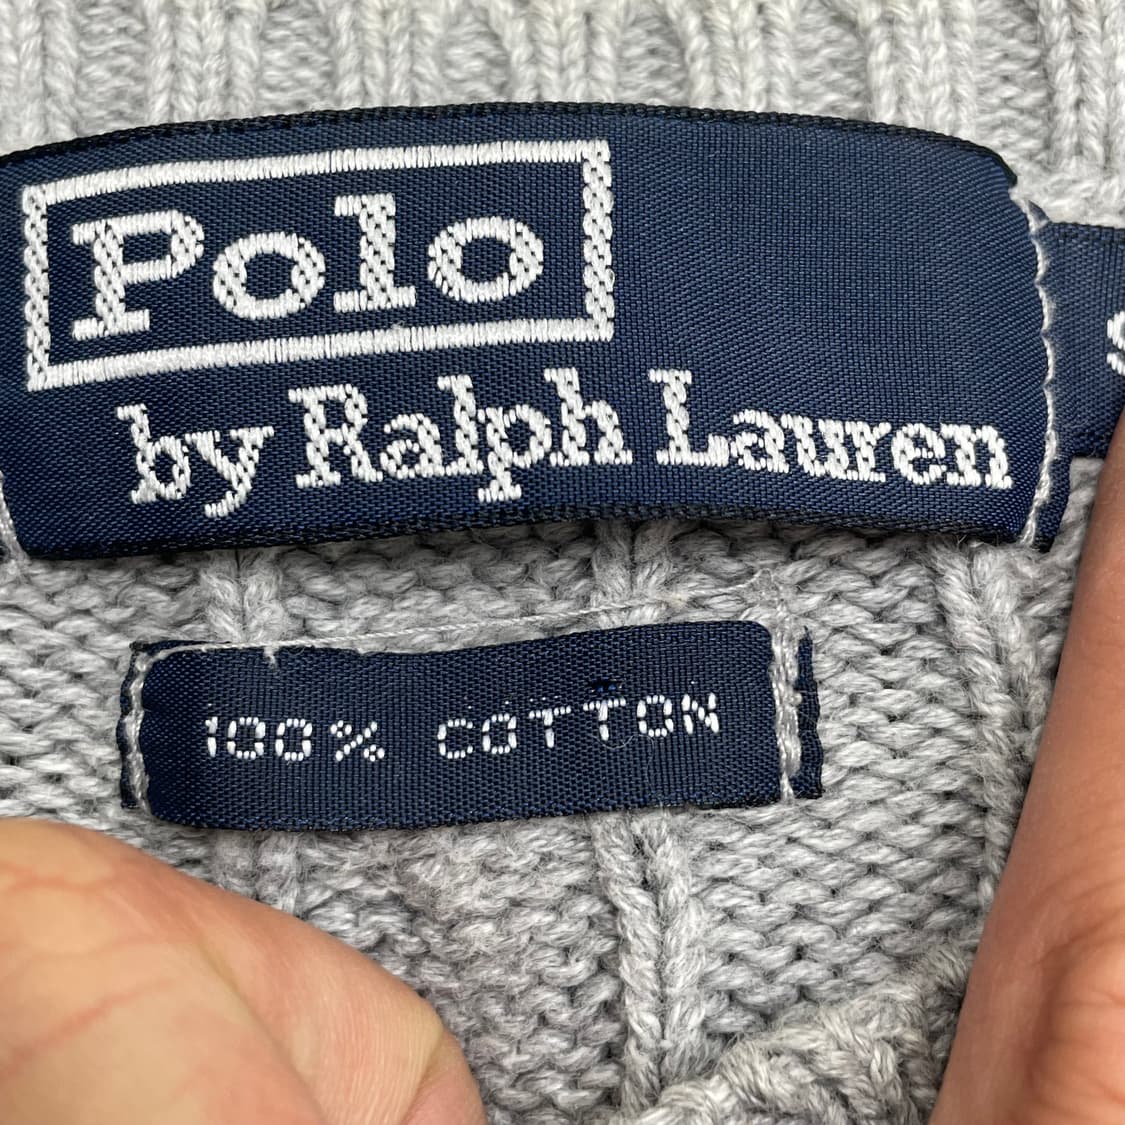 Polo
by Ralph Lauren
S
100% COTTON